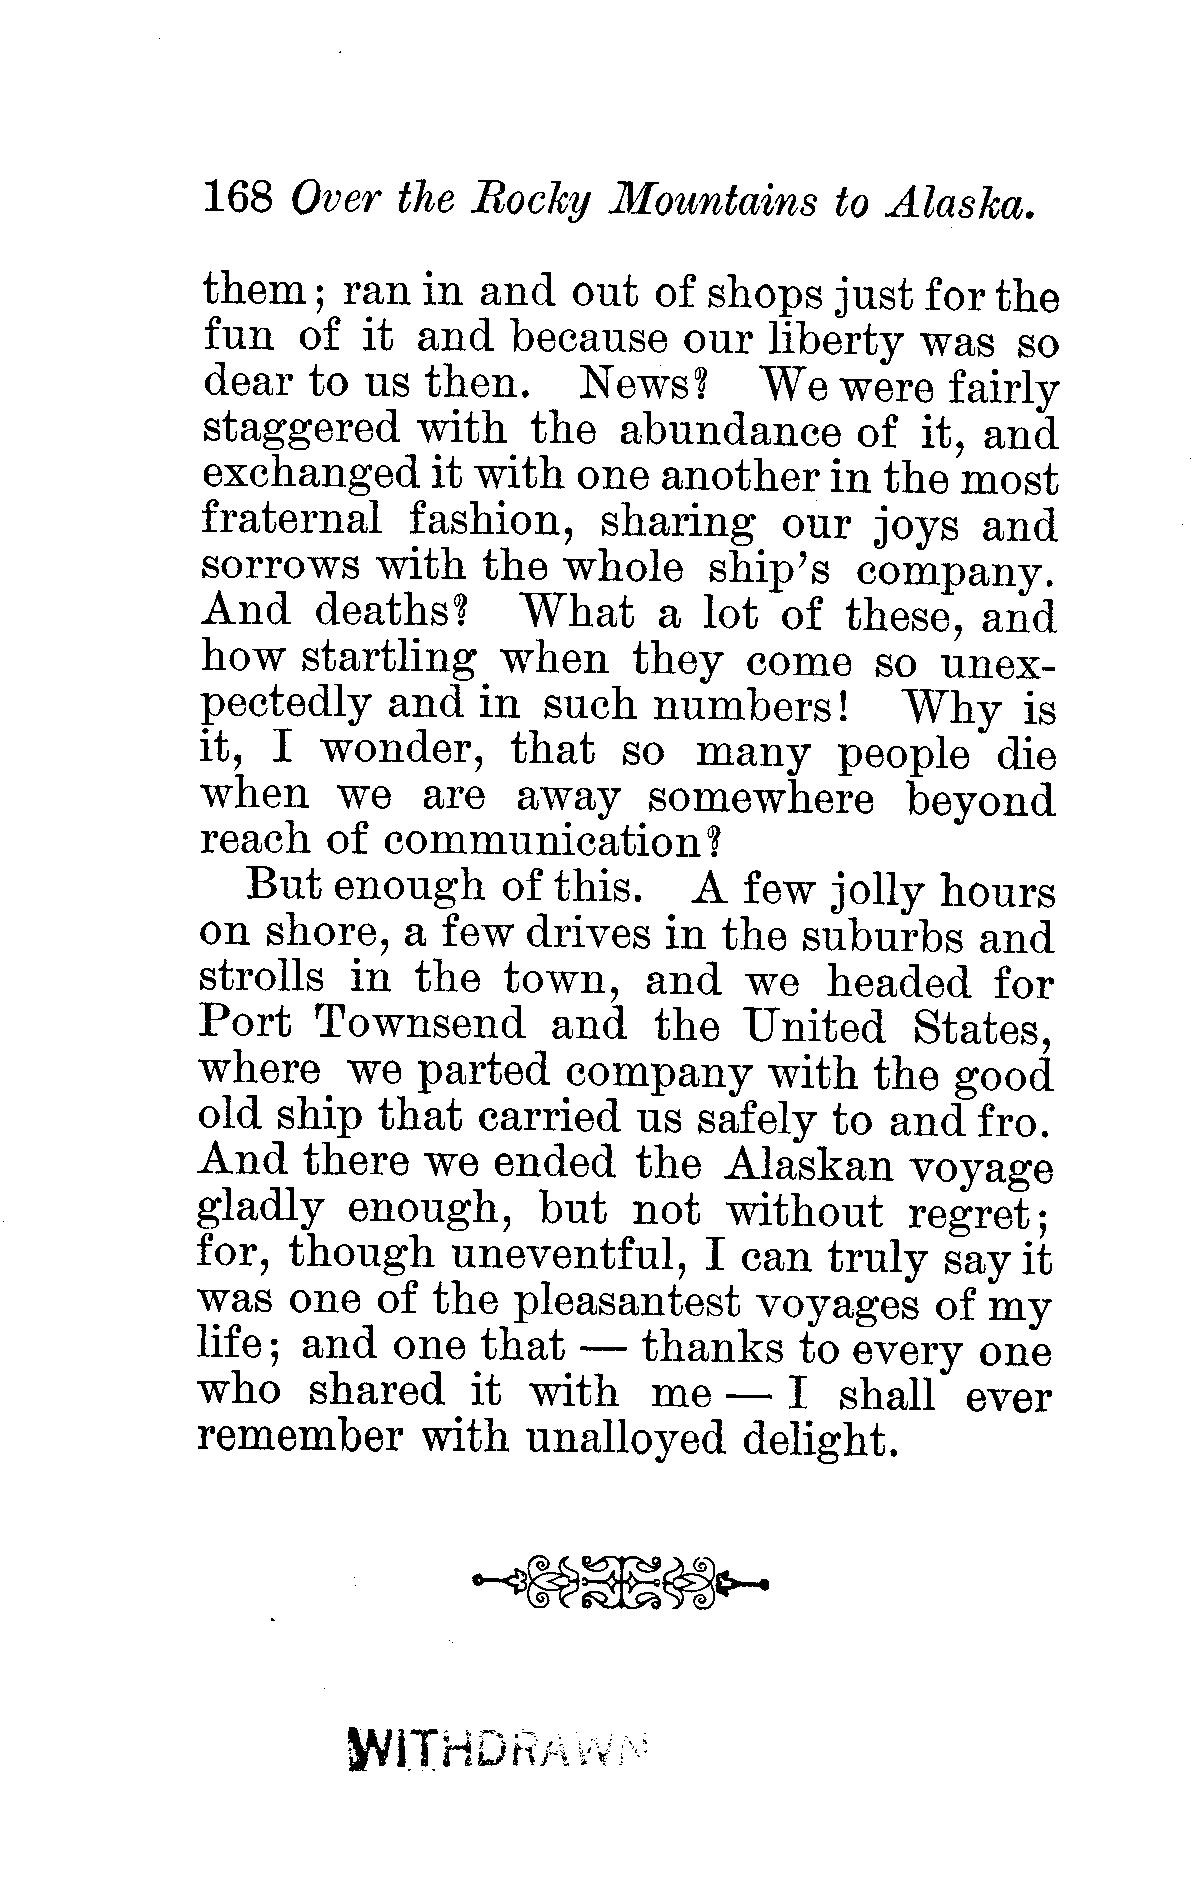 168 Over the Rocky Mountains to Alaska.
them; ran in and out of shops just for the
fun of it and because our liberty was so
dear to us then. News? We were fairly
staggered with the abundance of it, and
exchanged it with one another in the most
fraternal fashion, sharing our joys and
sorrows with the whole ship's company.
And deaths? What a lot of these, and
how startling when they come so unex-
pectedly and in such numbers! Why is
it, I wonder, that so many people die
when we are away somewhere beyond
reach of communication?
But enough of this. A few jolly hours
on shore, a few drives in the suburbs and
strolls in the town, and we headed for
Port Townsend and the United States,
where we parted company with the good
old ship that carried us safely to and fro.
And there we ended the Alaskan voyage
gladly enough, but not without regret;
for, though uneventful, I can truly say it
was one of the pleasantest voyages of my
life; and one that — thanks to every one
who shared it with me — I shall ever
remember with unalloyed delight.
WITHDRAWN